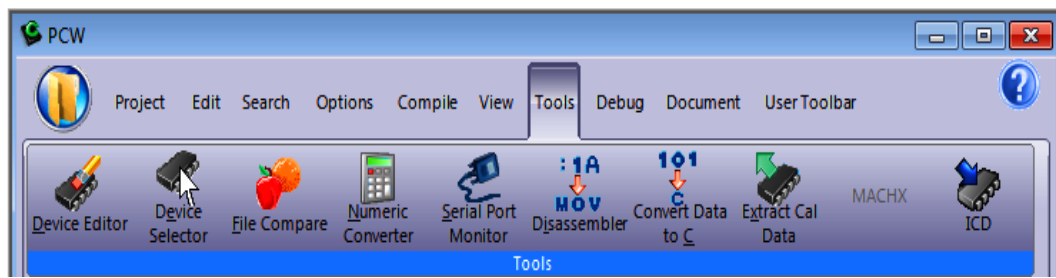 PCW
Project Edit Search Options Compile View Tools Debug Document User Toolbar
Device Editor
Device
Selector
File Compare
Numeric
Converter
Serial Port
Monitor
:1A
MOV
Disassembler
101
C
Convert Data
to C
Extract Cal
Data
MACHX
ICD
Tools